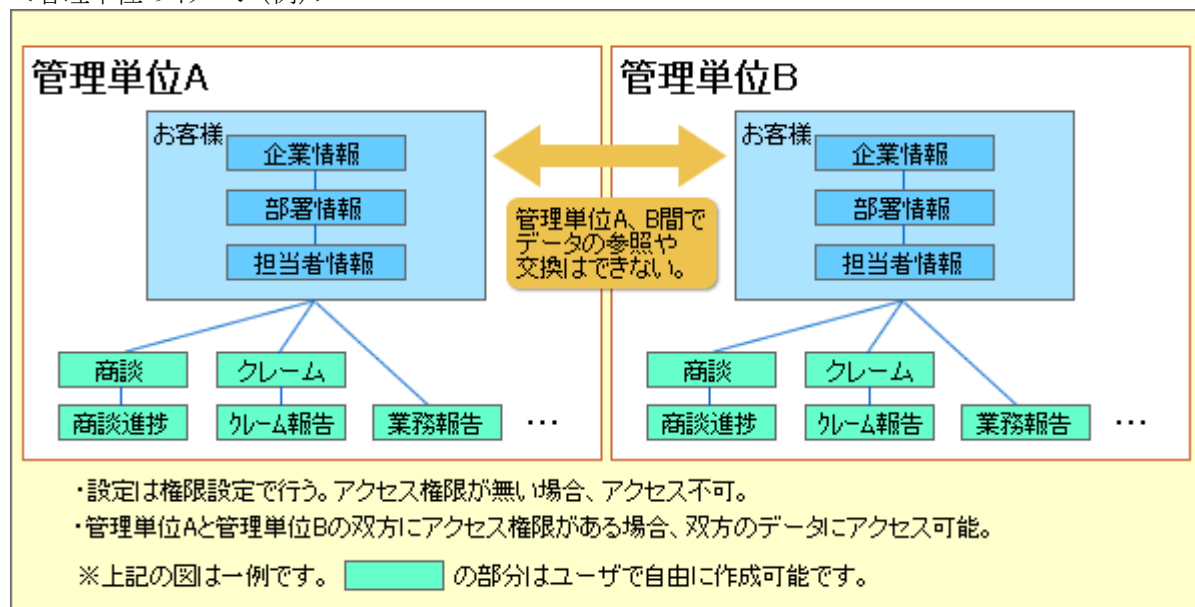 管理単位A
お客様
企業情報
部署情報
担当者情報
商談
クレーム
商談進捗
クレーム報告
業務報告
…
管理単位A、B間で
データの参照や
交換はできない。
管理単位B
お客様
企業情報
部署情報
担当者情報
商談
クレーム
商談進捗
クレーム報告
業務報告
…
・設定は権限設定で行う。アクセス権限が無い場合、アクセス不可。
・管理単位Aと管理単位Bの双方にアクセス権限がある場合、双方のデータにアクセス可能。
※上記の図は一例です。 の部分はユーザで自由に作成可能です。